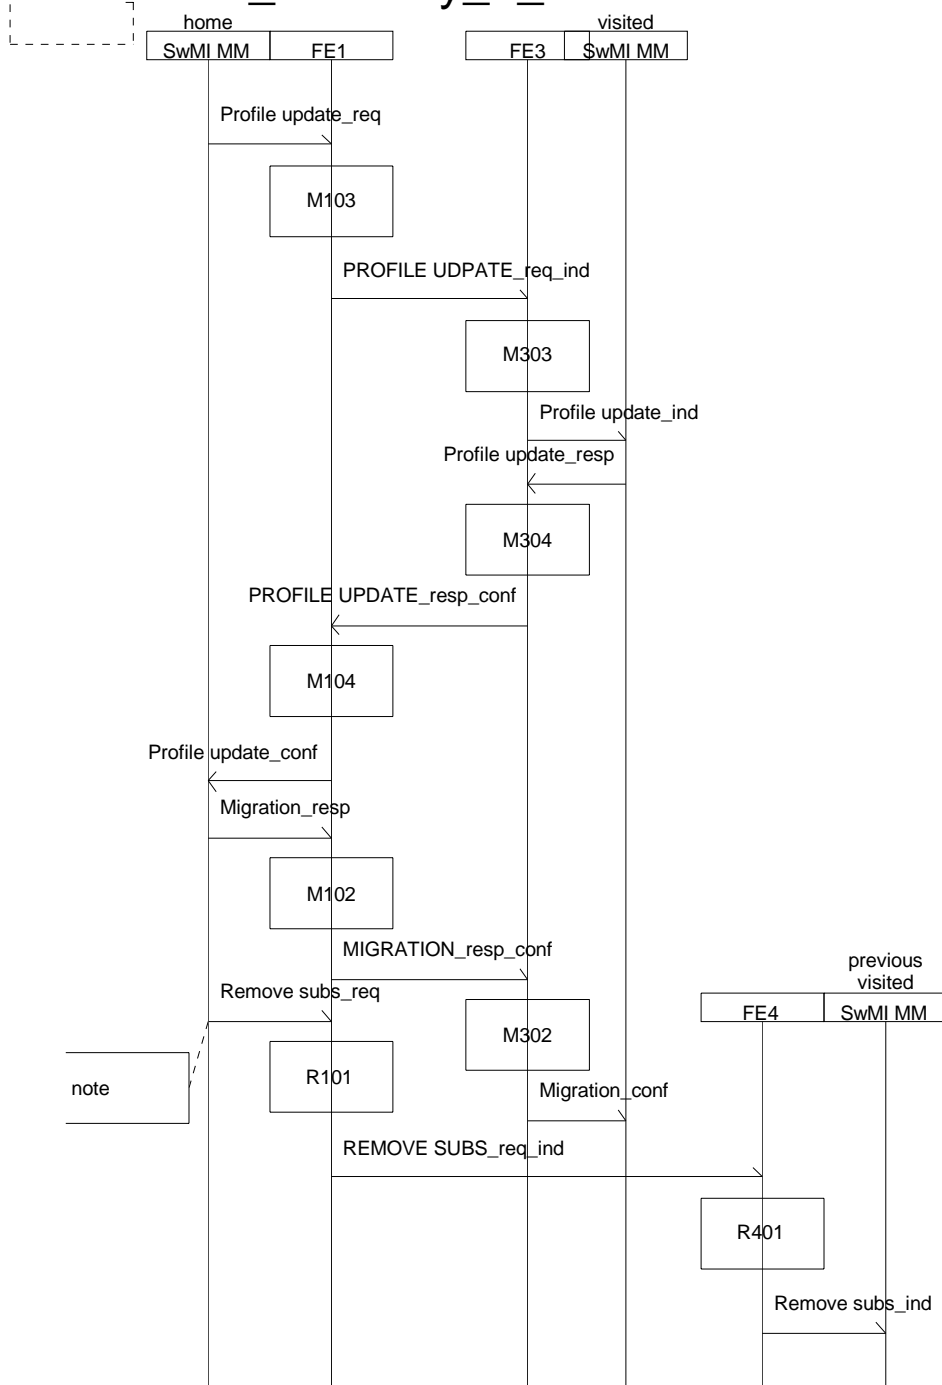 home
visited
SwMI MM
FE1
FE3
SwMI MM
Profile update_req
M103
PROFILE UDPATE_req_ind
M303
Profile update_ind
Profile update_resp
M304
PROFILE UPDATE_resp_conf
M104
Profile update_conf
Migration_resp
M102
MIGRATION_resp_conf
previous
visited
Remove subs_req
FE4
SwMI MM
M302
R101
note
Migration_conf
REMOVE SUBS_req_ind
R401
Remove subs_ind